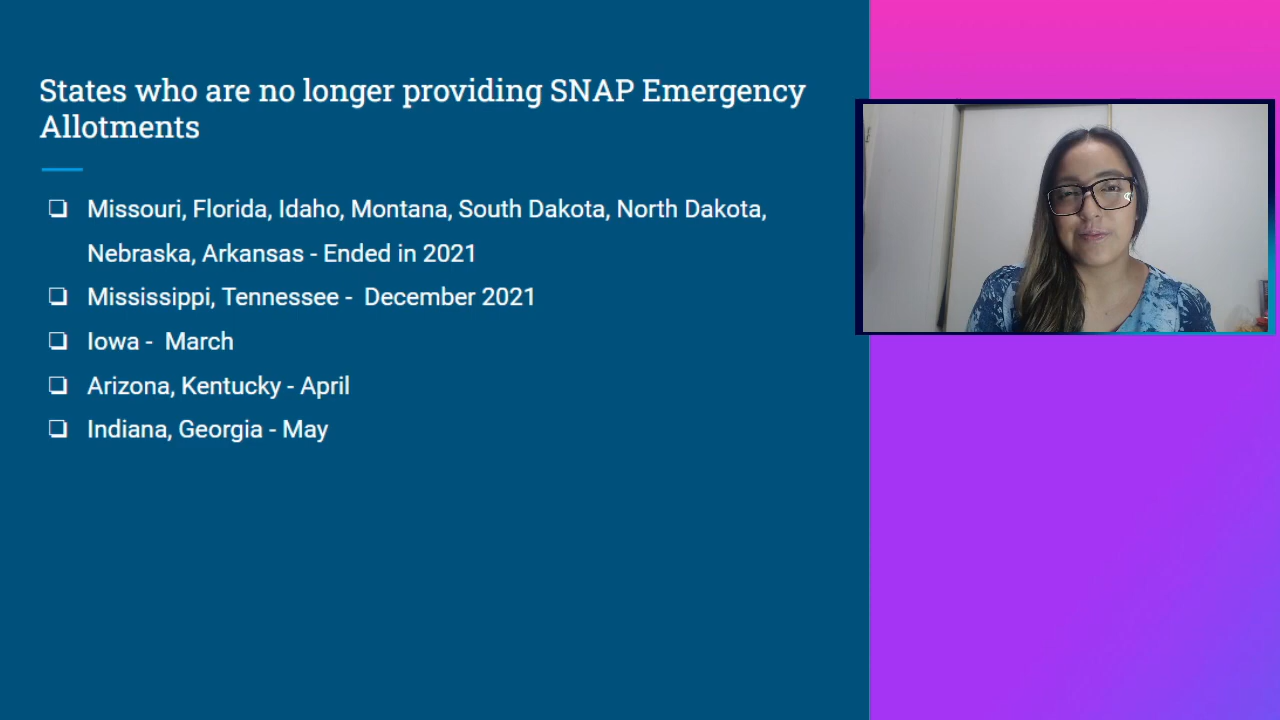 States who are no longer providing SNAP Emergency
Allotments
❏ Missouri, Florida, Idaho, Montana, South Dakota, North Dakota,
Nebraska, Arkansas - Ended in 2021
❏ Mississippi, Tennessee - December 2021
❏ Iowa - March
❏ Arizona, Kentucky - April
❏ Indiana, Georgia - May